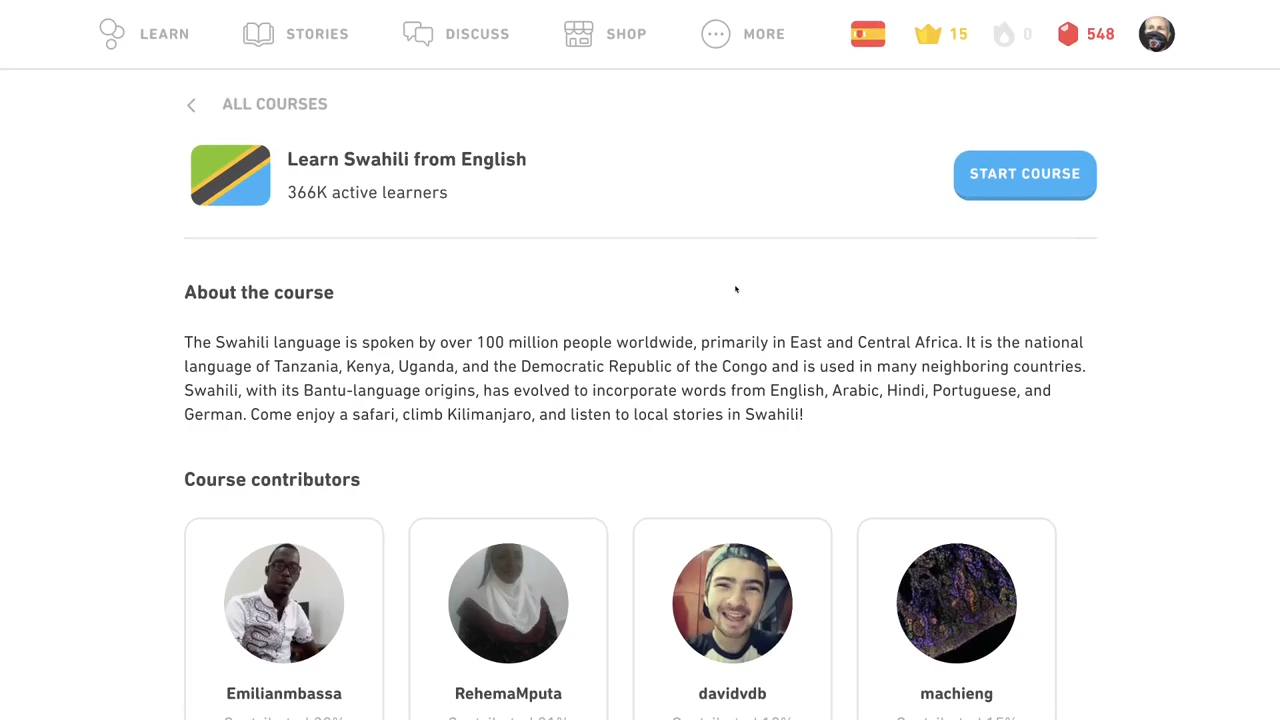 LEARN STORIES DISCUSS SHOP MORE 15 0 548
ALL COURSES
Learn Swahili from English
366K active learners
START COURSE
About the course
The Swahili language is spoken by over 100 million people worldwide, primarily in East and Central Africa. It is the national
language of Tanzania, Kenya, Uganda, and the Democratic Republic of the Congo and is used in many neighboring countries.
Swahili, with its Bantu-language origins, has evolved to incorporate words from English, Arabic, Hindi, Portuguese, and
German. Come enjoy a safari, climb Kilimanjaro, and listen to local stories in Swahili!
Course contributors
Emilianmbassa RehemaMputa davidvdb machieng